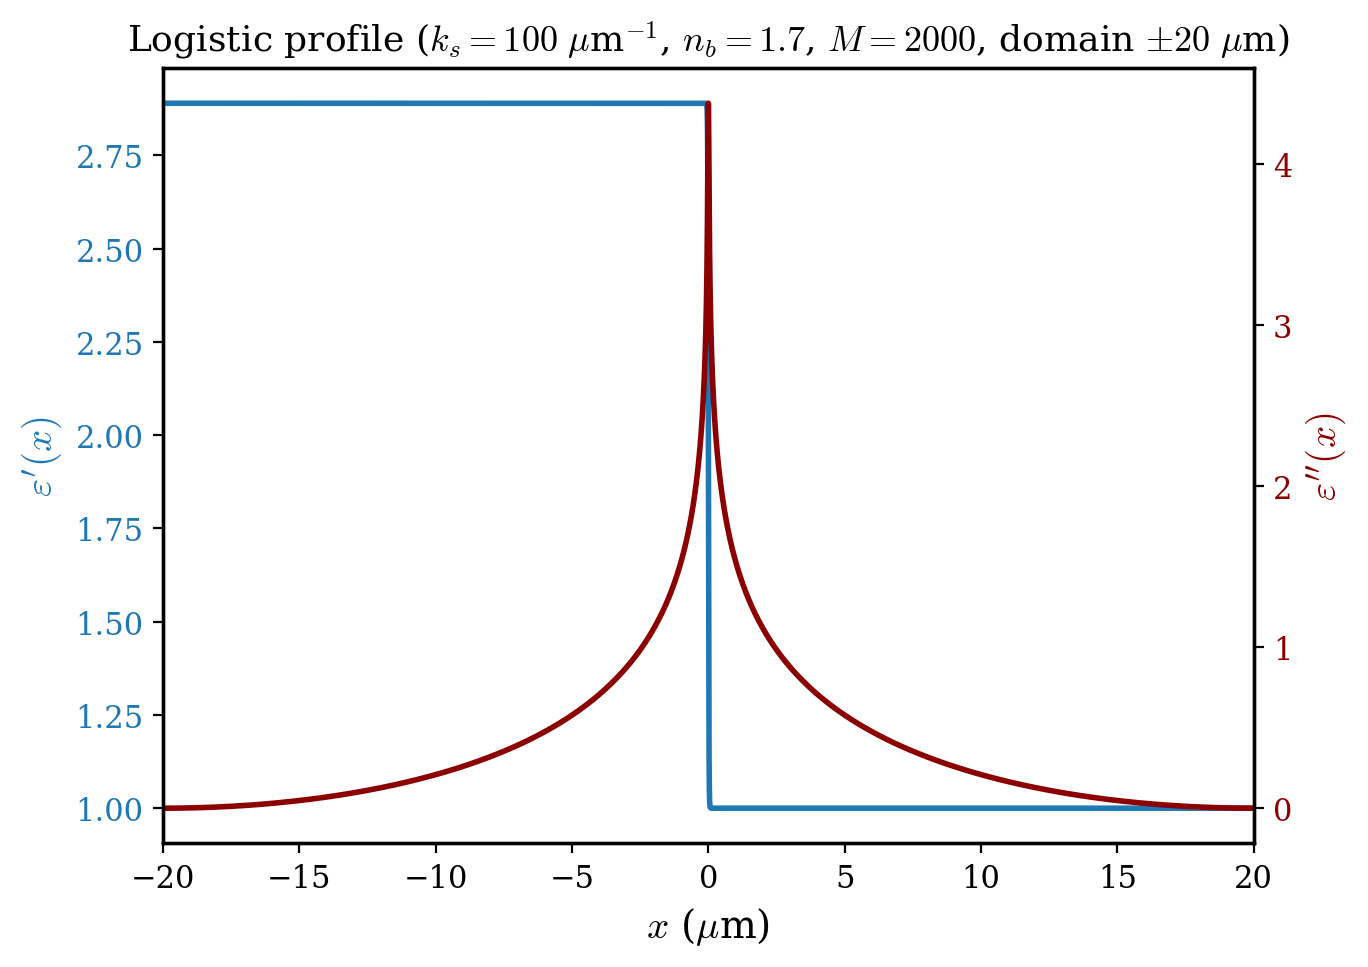 Logistic profile (kₛ = 100 μm⁻¹, n_b = 1.7, M = 2000, domain ±20 μm)
2.75
2.50
2.25
2.00
1.75
1.50
1.25
1.00
ε′(x)
4
3
2
1
0
ε′′(x)
−20 −15 −10 −5 0 5 10 15 20
x (μm)